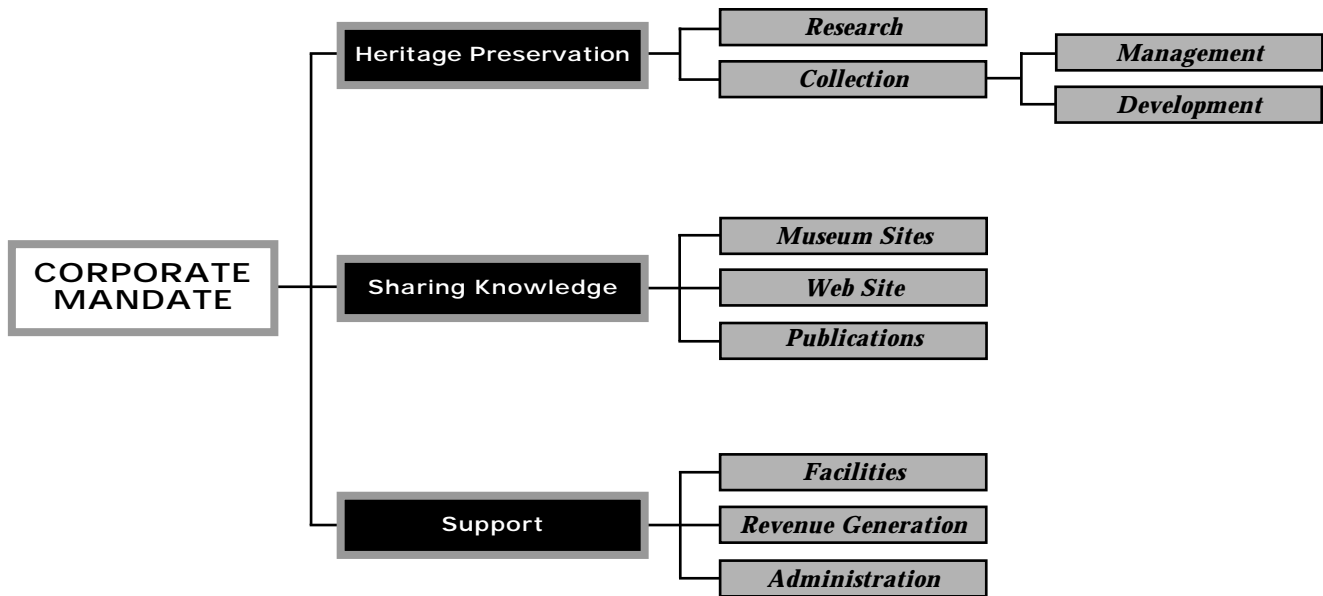 Heritage Preservation
Research
Collection
Management
Development
CORPORATE
MANDATE
Sharing Knowledge
Museum Sites
Web Site
Publications
Support
Facilities
Revenue Generation
Administration